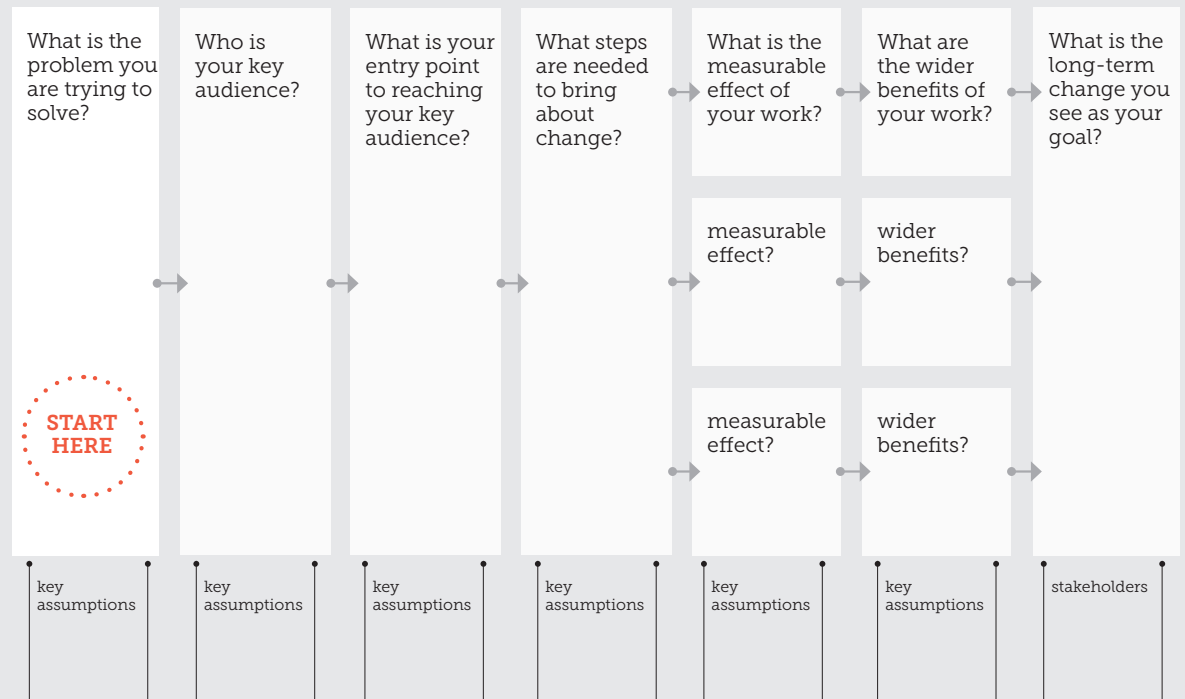 What is the
problem you
are trying to
solve?
START
HERE
Who is
your key
audience?
What is your
entry point
to reaching
your key
audience?
What steps
are needed
to bring
about
change?
What is the
measurable
effect of
your work?
measurable
effect?
measurable
effect?
What are
the wider
benefits of
your work?
wider
benefits?
wider
benefits?
What is the
long-term
change you
see as your
goal?
key
assumptions
key
assumptions
key
assumptions
key
assumptions
key
assumptions
key
assumptions
stakeholders